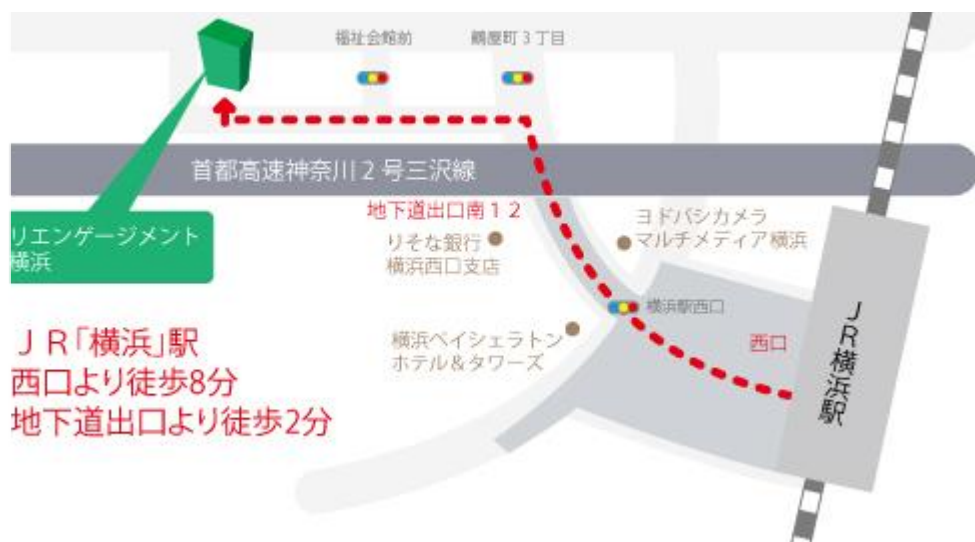 福祉会館前
鶴屋町3丁目
首都高速神奈川2号三沢線
地下道出口南12
ヨドバシカメラ
マルチメディア横浜
りそな銀行
横浜西口支店
リエンゲージメント
横浜
横浜駅西口
横浜ベイシェラトン
ホテル&タワーズ
西口
JR横浜駅
JR「横浜」駅
西口より徒歩8分
地下道出口より徒歩2分